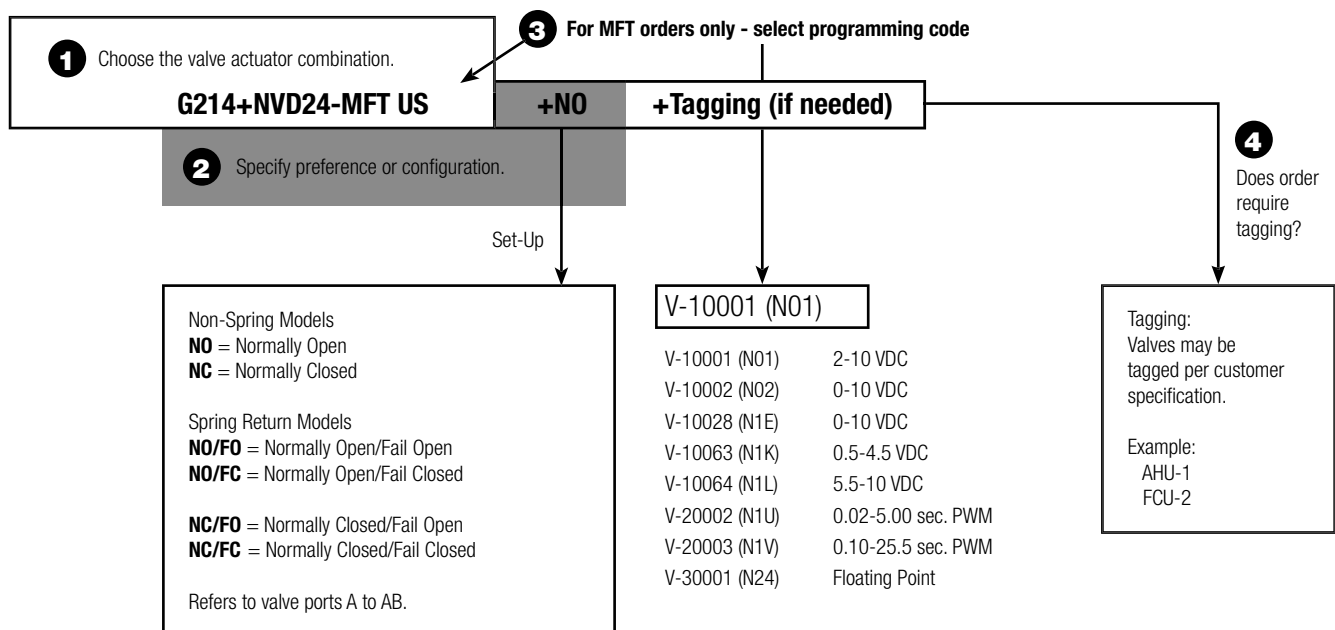 3 For MFT orders only - select programming code
1 Choose the valve actuator combination.
G214+NVD24-MFT US +NO +Tagging (if needed)
2 Specify preference or configuration.
4
Does order
require
tagging?
Set-Up
Non-Spring Models
NO = Normally Open
NC = Normally Closed
Spring Return Models
NO/FO = Normally Open/Fail Open
NO/FC = Normally Open/Fail Closed
NC/FO = Normally Closed/Fail Open
NC/FC = Normally Closed/Fail Closed
Refers to valve ports A to AB.
V-10001 (N01)
V-10001 (N01) 2-10 VDC
V-10002 (N02) 0-10 VDC
V-10028 (N1E) 0-10 VDC
V-10063 (N1K) 0.5-4.5 VDC
V-10064 (N1L) 5.5-10 VDC
V-20002 (N1U) 0.02-5.00 sec. PWM
V-20003 (N1V) 0.10-25.5 sec. PWM
V-30001 (N24) Floating Point
Tagging:
Valves may be
tagged per customer
specification.
Example:
AHU-1
FCU-2